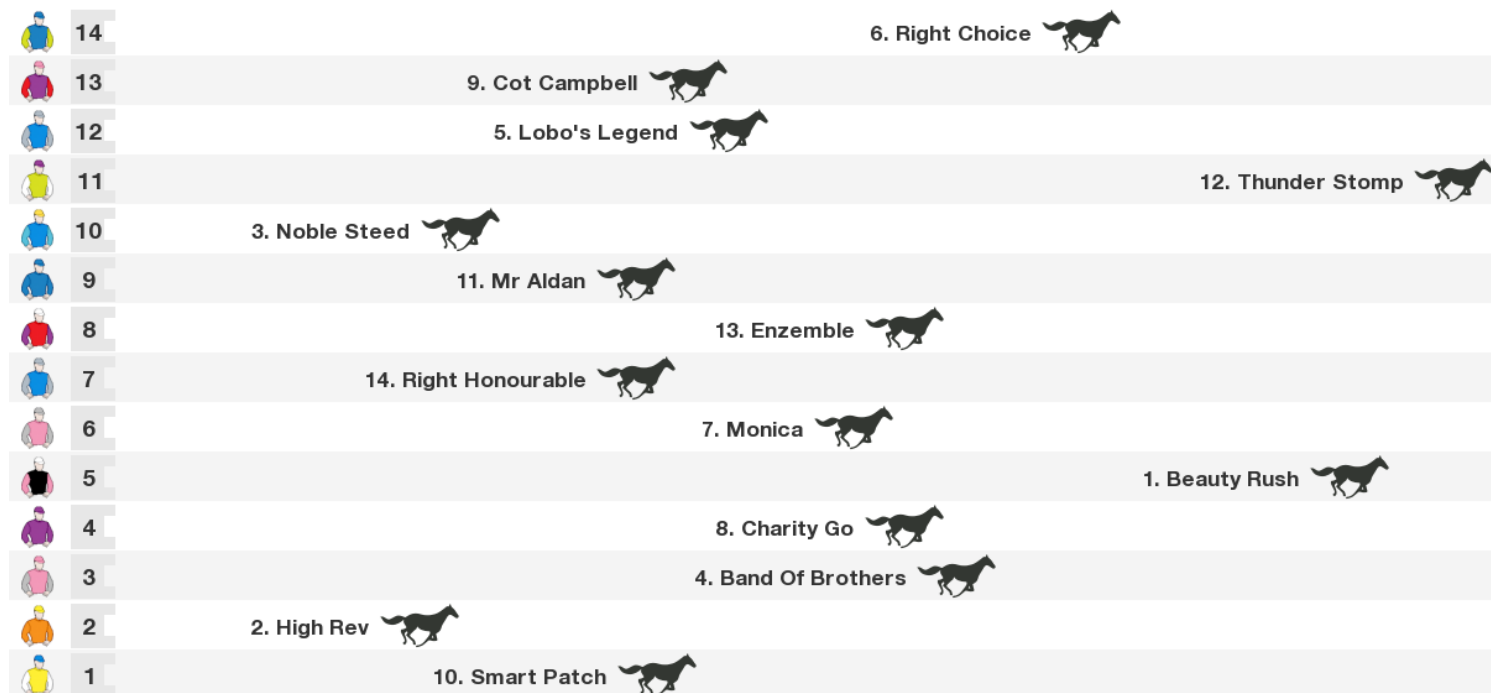 14 6. Right Choice
13 9. Cot Campbell
12 5. Lobo's Legend
11 12. Thunder Stomp
10 3. Noble Steed
9 11. Mr Aldan
8 13. Enzemble
7 14. Right Honourable
6 7. Monica
5 1. Beauty Rush
4 8. Charity Go
3 4. Band Of Brothers
2 2. High Rev
1 10. Smart Patch